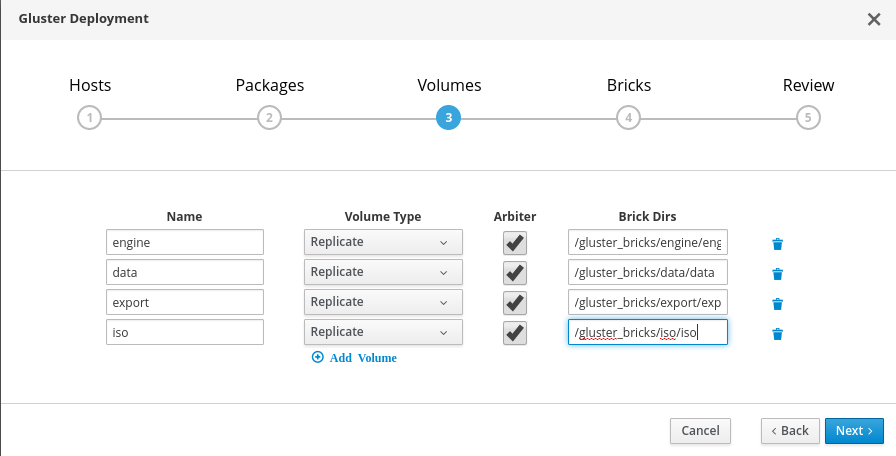 Gluster Deployment
Hosts Packages Volumes Bricks Review
1 2 3 4 5
Name Volume Type Arbiter Brick Dirs
engine Replicate /gluster_bricks/engine/eng
data Replicate /gluster_bricks/data/data
export Replicate /gluster_bricks/export/exp
iso Replicate /gluster_bricks/iso/iso
Add Volume
Cancel Back Next